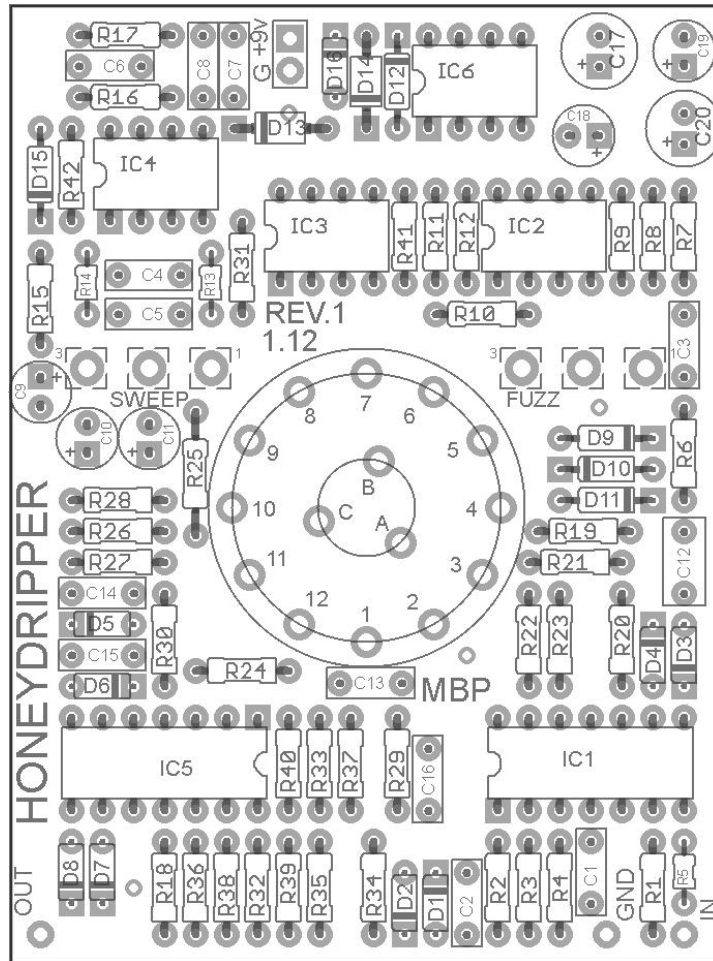 R17
C6
R16
C8
C7
G +9v
D16
D14
D12
IC6
C17
C19
C18
C20
D13
D15
R42
IC4
IC3
R41
R11
R12
IC2
R9
R8
R7
R15
R14
C4
C5
R13
R31
REV.1
1.12
R10
C3
3
1
SWEEP
3
1
FUZZ
C9
C10
C11
R25
7
8
6
9
5
B
10
4
C
A
11
3
12
2
1
D9
D10
D11
R6
R19
R21
C12
R28
R26
R27
C14
D5
C15
D6
R30
R24
C13
MBP
R22
R23
R20
D4
D3
HONEYDRIPPER
IC5
R40
R33
R37
R29
C16
IC1
D8
D7
R18
R36
R38
R32
R39
R35
R34
D2
D1
C2
R2
R3
R4
C1
GND
R1
R5
OUT
IN